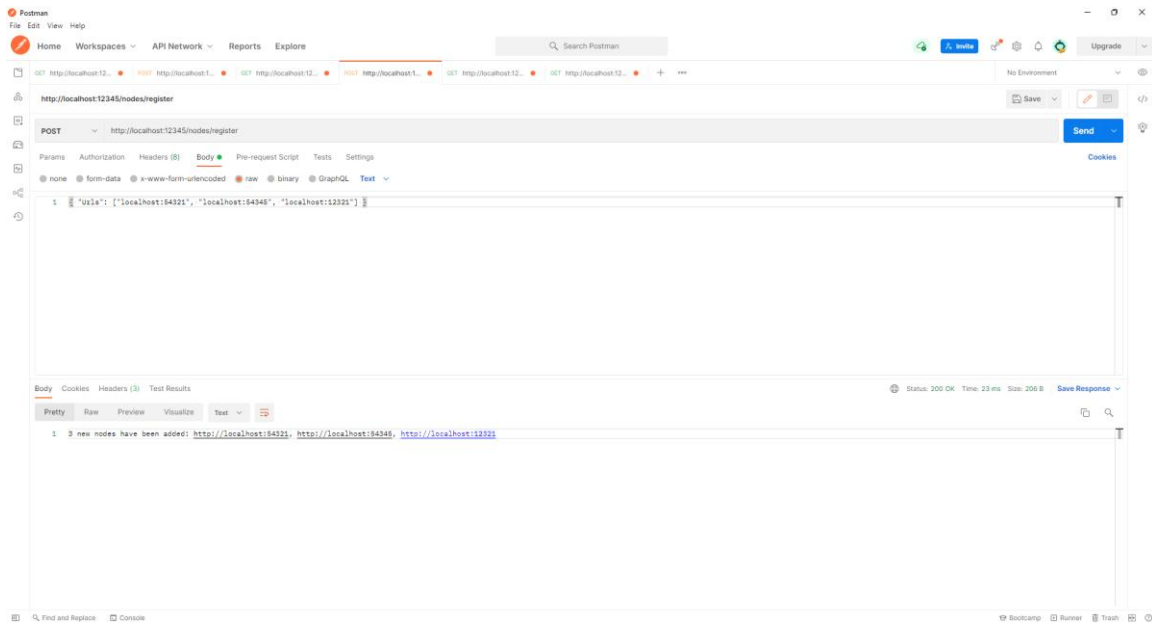 Postman
File Edit View Help
Home Workspaces API Network Reports Explore
Search Postman
Invite
Upgrade
GET http://localhost:12...
POST http://localhost:1...
GET http://localhost:12...
POST http://localhost:1...
GET http://localhost:12...
GET http://localhost:12...
No Environment
http://localhost:12345/nodes/register
Save
POST http://localhost:12345/nodes/register
Send
Params Authorization Headers (8) Body Pre-request Script Tests Settings
Cookies
none form-data x-www-form-urlencoded raw binary GraphQL Text
1 { "Urls": ["localhost:54321", "localhost:54345", "localhost:12321"] }
Body Cookies Headers (3) Test Results
Status: 200 OK Time: 23 ms Size: 206 B Save Response
Pretty Raw Preview Visualize Text
1 3 new nodes have been added: http://localhost:54321, http://localhost:54345, http://localhost:12321
Find and Replace Console
Bootcamp Runner Trash